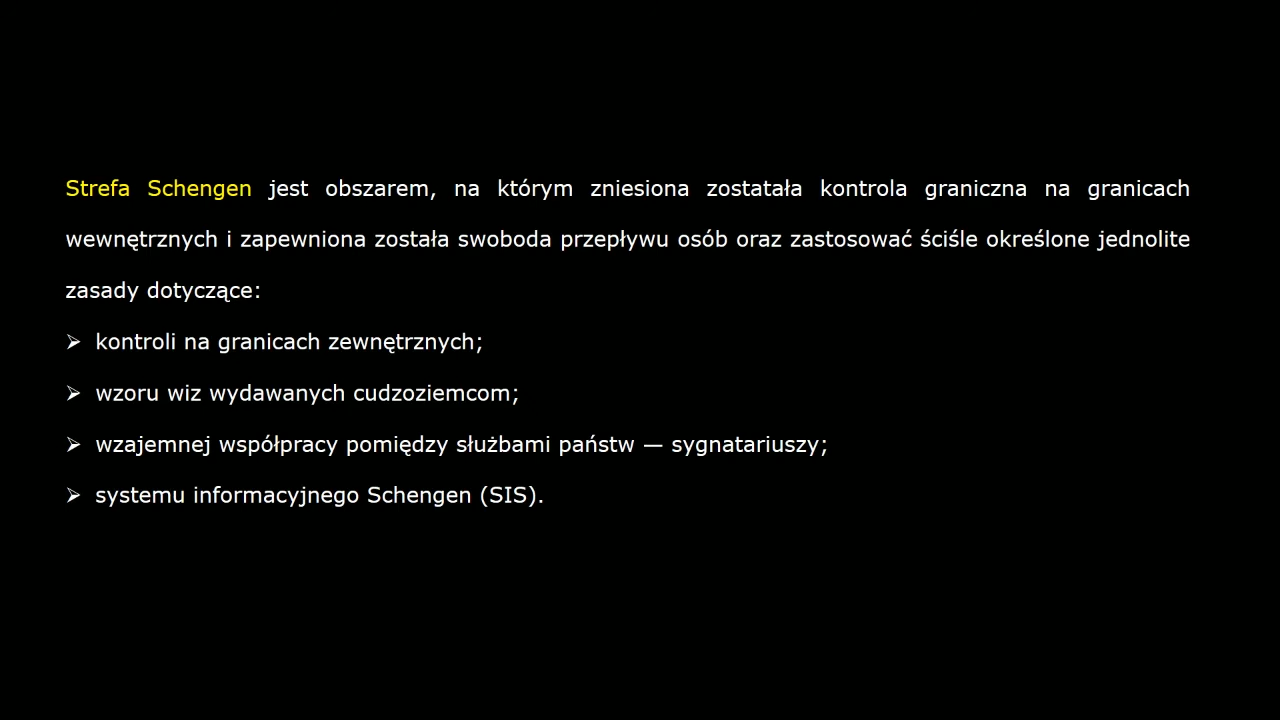 Strefa Schengen jest obszarem, na którym zniesiona zostatała kontrola graniczna na granicach
wewnętrznych i zapewniona została swoboda przepływu osób oraz zastosować ściśle określone jednolite
zasady dotyczące:
➢ kontroli na granicach zewnętrznych;
➢ wzoru wiz wydawanych cudzoziemcom;
➢ wzajemnej współpracy pomiędzy służbami państw — sygnatariuszy;
➢ systemu informacyjnego Schengen (SIS).